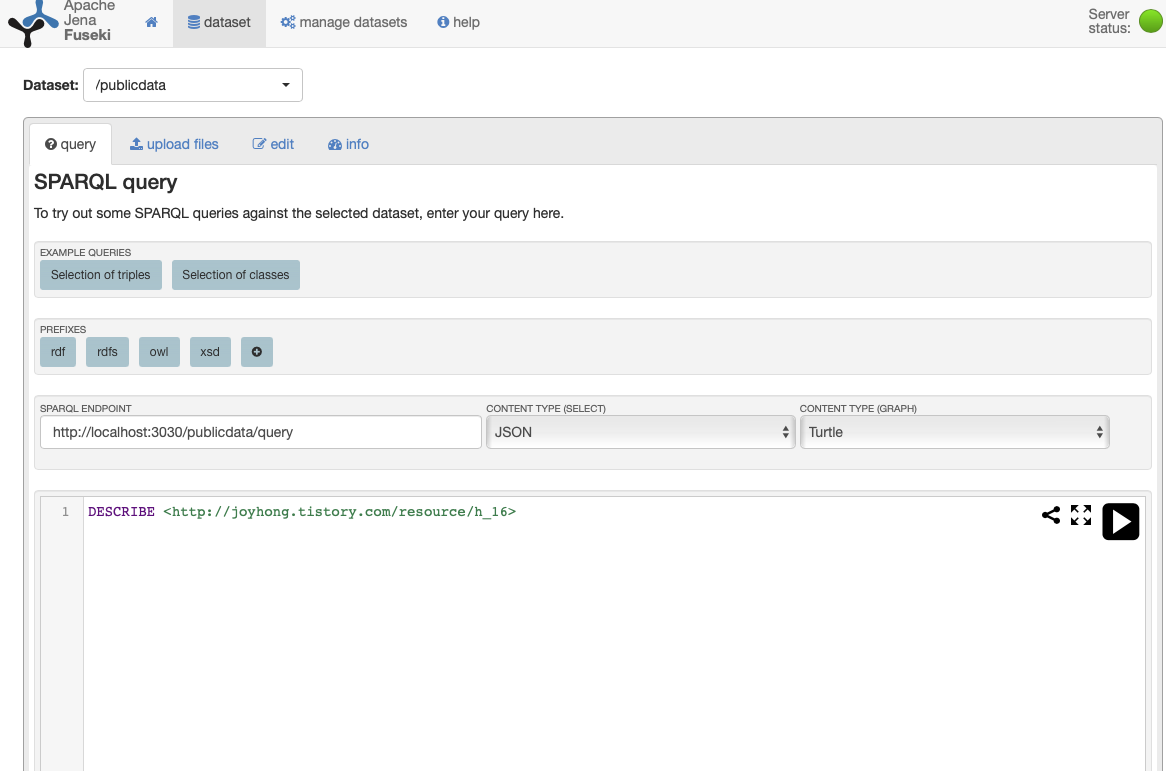 Apache
Jena
Fuseki
dataset
manage datasets
help
Server
status:
Dataset:
/publicdata
query
upload files
edit
info
SPARQL query
To try out some SPARQL queries against the selected dataset, enter your query here.
EXAMPLE QUERIES
Selection of triples
Selection of classes
PREFIXES
rdf
rdfs
owl
xsd
SPARQL ENDPOINT
CONTENT TYPE (SELECT)
CONTENT TYPE (GRAPH)
http://localhost:3030/publicdata/query
JSON
Turtle
1
DESCRIBE <http://joyhong.tistory.com/resource/h_16>